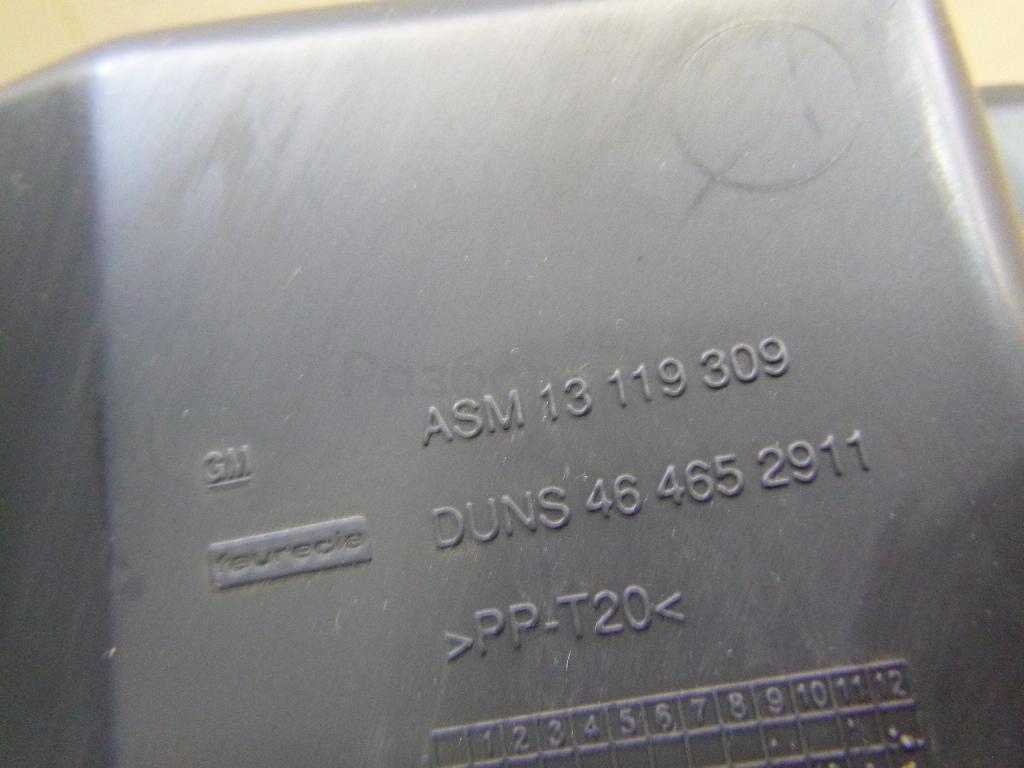 ASM 13 119 309
GM
DUNS 46 465 2911
faurecia
>PP-T20<
1 2 3 4 5 6 7 8 9 10 11 12